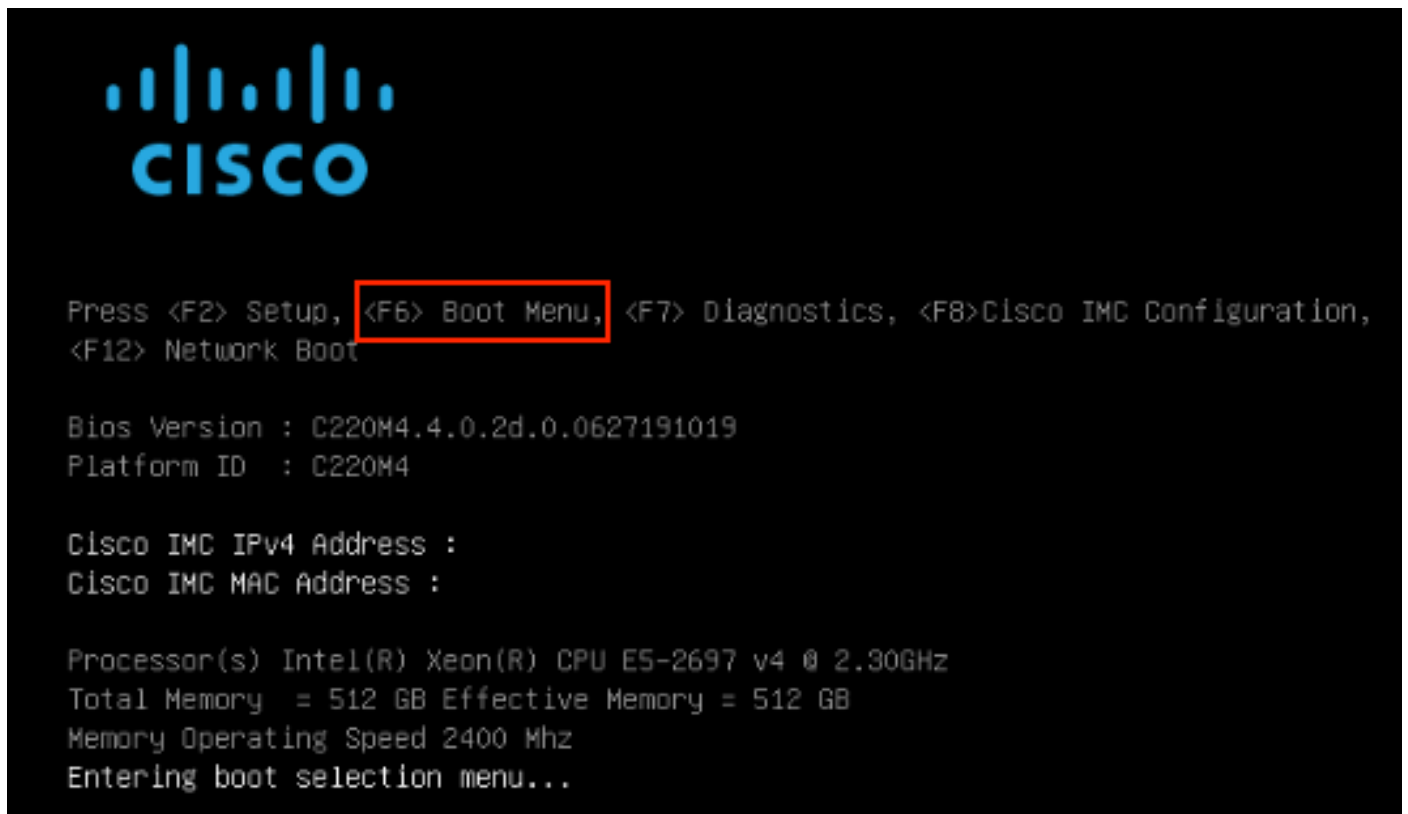 CISCO
Press <F2> Setup, <F6> Boot Menu, <F7> Diagnostics, <F8>Cisco IMC Configuration,
<F12> Network Boot
Bios Version : C220M4.4.0.2d.0.0627191019
Platform ID  : C220M4
Cisco IMC IPv4 Address :
Cisco IMC MAC Address :
Processor(s) Intel(R) Xeon(R) CPU E5-2697 v4 @ 2.30GHz
Total Memory  = 512 GB Effective Memory = 512 GB
Memory Operating Speed 2400 Mhz
Entering boot selection menu...